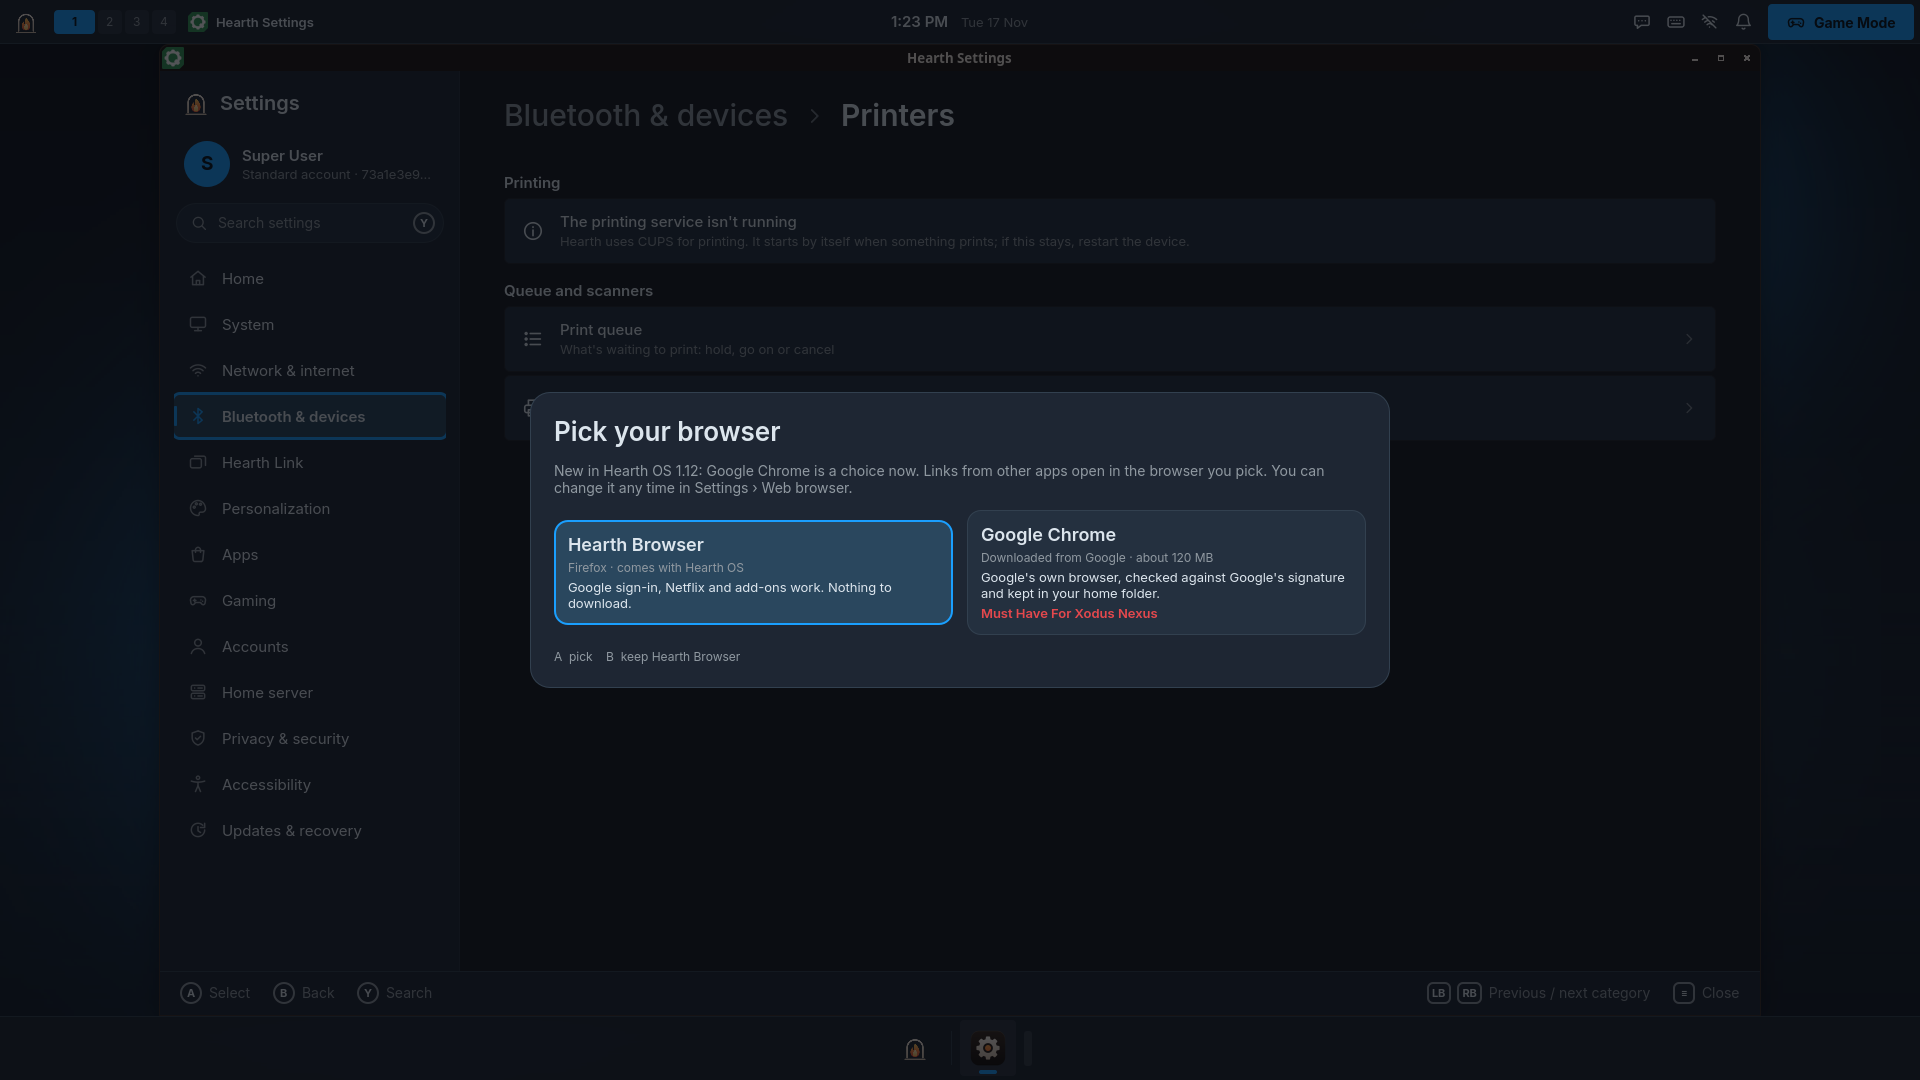 1 2 3 4 Hearth Settings
1:23 PM Tue 17 Nov
Game Mode
Hearth Settings
Settings
S
Super User
Standard account · 73a1e3e9...
Search settings Y
Home
System
Network & internet
Bluetooth & devices
Hearth Link
Personalization
Apps
Gaming
Accounts
Home server
Privacy & security
Accessibility
Updates & recovery
Bluetooth & devices › Printers
Printing
The printing service isn't running
Hearth uses CUPS for printing. It starts by itself when something prints; if this stays, restart the device.
Queue and scanners
Print queue
What's waiting to print: hold, go on or cancel
Pick your browser
New in Hearth OS 1.12: Google Chrome is a choice now. Links from other apps open in the browser you pick. You can
change it any time in Settings › Web browser.
Hearth Browser
Firefox · comes with Hearth OS
Google sign-in, Netflix and add-ons work. Nothing to
download.
Google Chrome
Downloaded from Google · about 120 MB
Google's own browser, checked against Google's signature
and kept in your home folder.
Must Have For Xodus Nexus
A pick B keep Hearth Browser
A Select B Back Y Search
LB RB Previous / next category ≡ Close